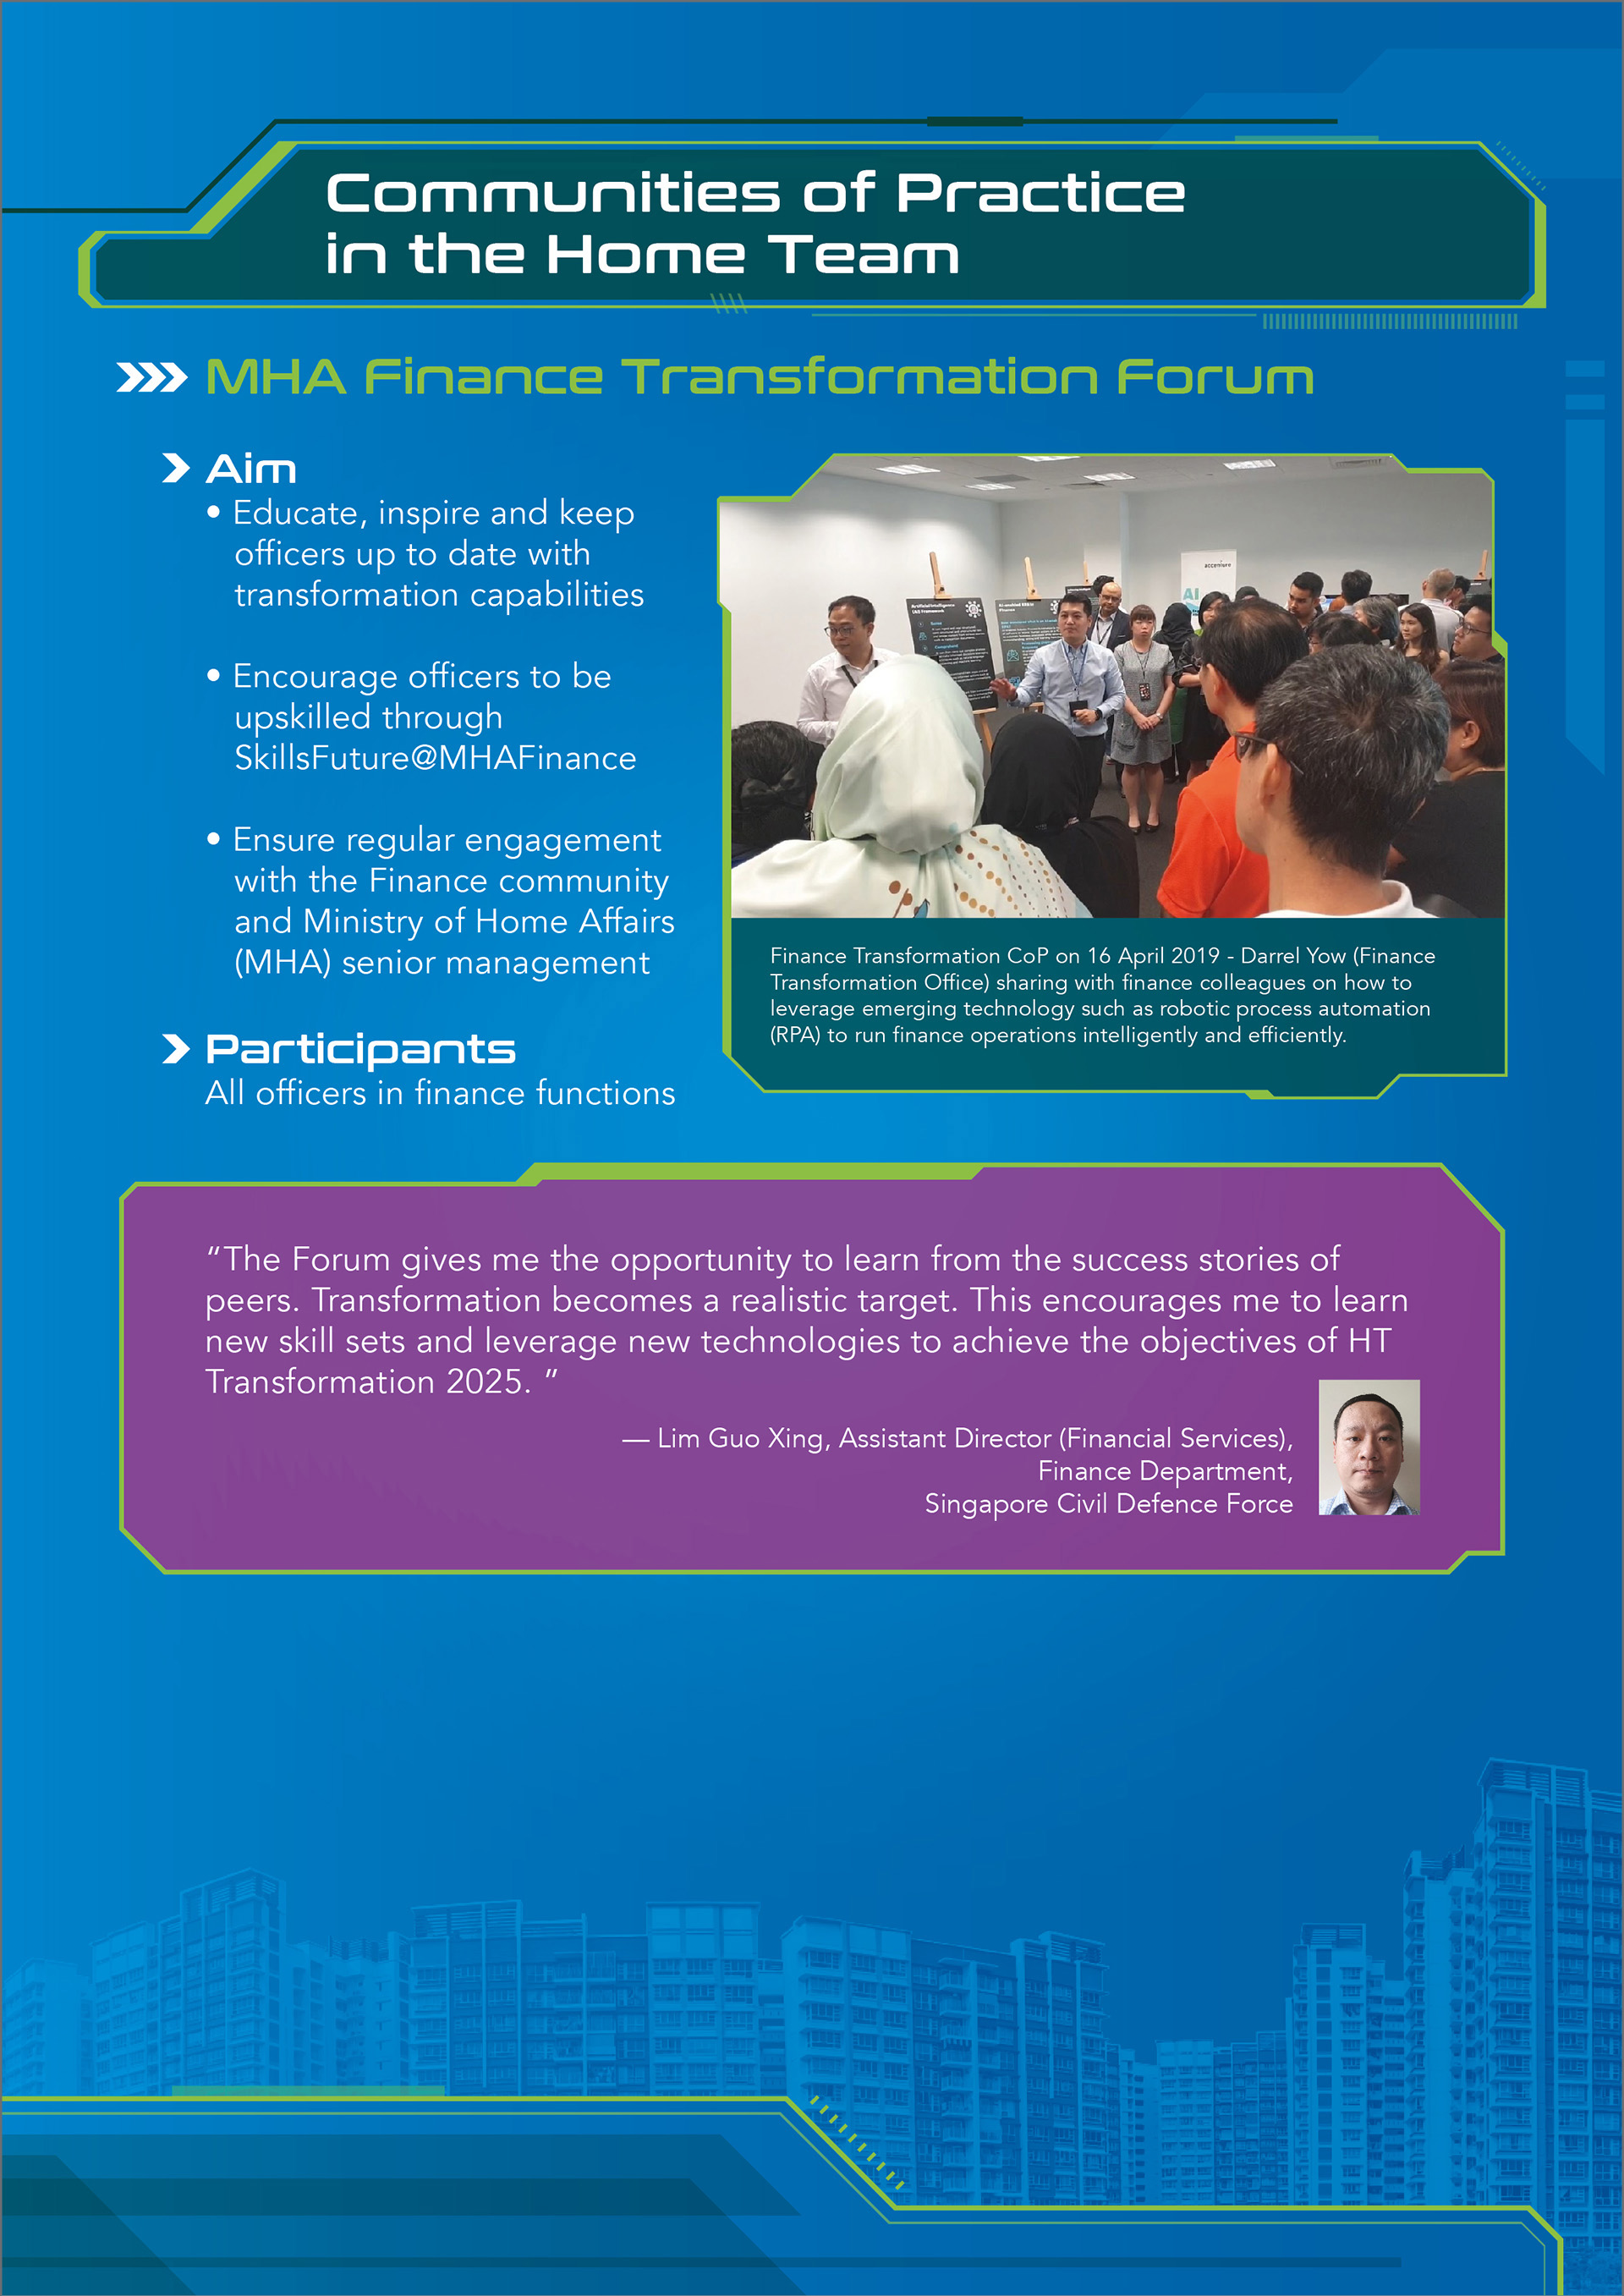 Communities of Practice
in the Home Team
MHA Finance Transformation Forum
Aim
• Educate, inspire and keep
officers up to date with
transformation capabilities
• Encourage officers to be
upskilled through
SkillsFuture@MHAFinance
• Ensure regular engagement
with the Finance community
and Ministry of Home Affairs
(MHA) senior management
Participants
All officers in finance functions
accenture
AI
Artificial Intelligence
Finance Transformation CoP on 16 April 2019 - Darrel Yow (Finance
Transformation Office) sharing with finance colleagues on how to
leverage emerging technology such as robotic process automation
(RPA) to run finance operations intelligently and efficiently.
“The Forum gives me the opportunity to learn from the success stories of
peers. Transformation becomes a realistic target. This encourages me to learn
new skill sets and leverage new technologies to achieve the objectives of HT
Transformation 2025. ”
— Lim Guo Xing, Assistant Director (Financial Services),
Finance Department,
Singapore Civil Defence Force